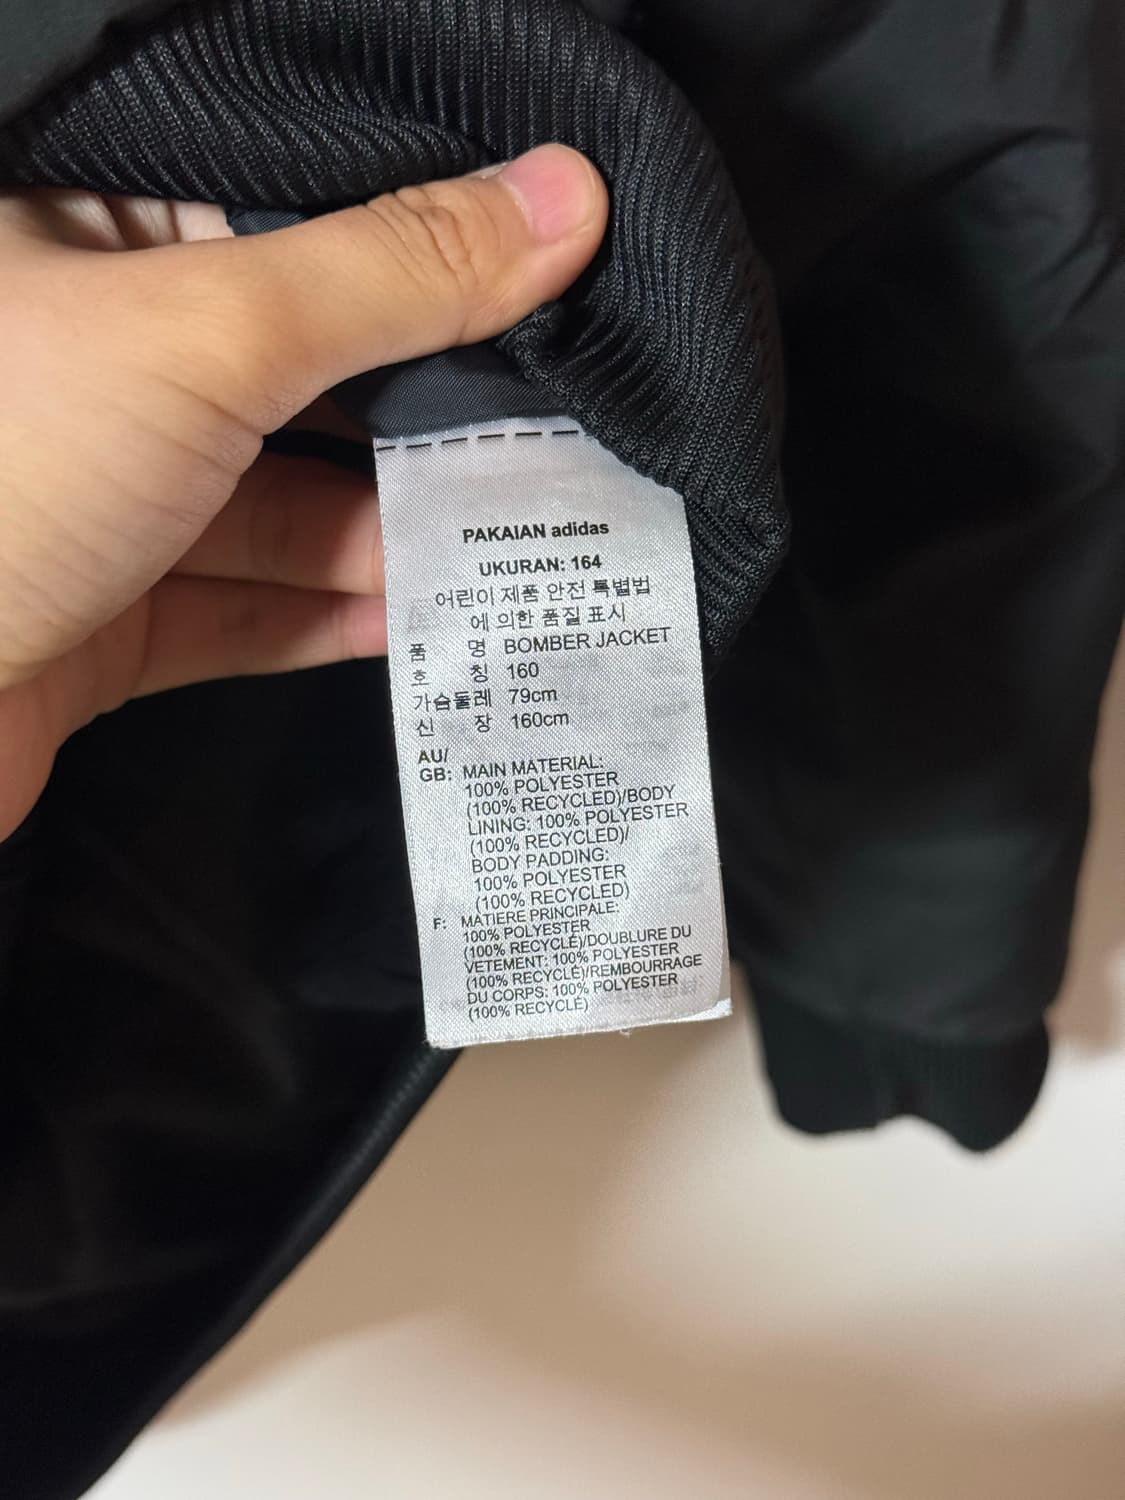 PAKAIAN adidas
UKURAN: 164
어린이 제품 안전 특별법
에 의한 품질 표시
품 명 BOMBER JACKET
호 칭 160
가슴둘레 79cm
신 장 160cm
AU/
GB: MAIN MATERIAL:
100% POLYESTER
(100% RECYCLED)/BODY
LINING: 100% POLYESTER
(100% RECYCLED)/
BODY PADDING:
100% POLYESTER
(100% RECYCLED)
F: MATIERE PRINCIPALE:
100% POLYESTER
(100% RECYCLÉ)/DOUBLURE DU
VETEMENT: 100% POLYESTER
(100% RECYCLÉ)/REMBOURRAGE
DU CORPS: 100% POLYESTER
(100% RECYCLÉ)